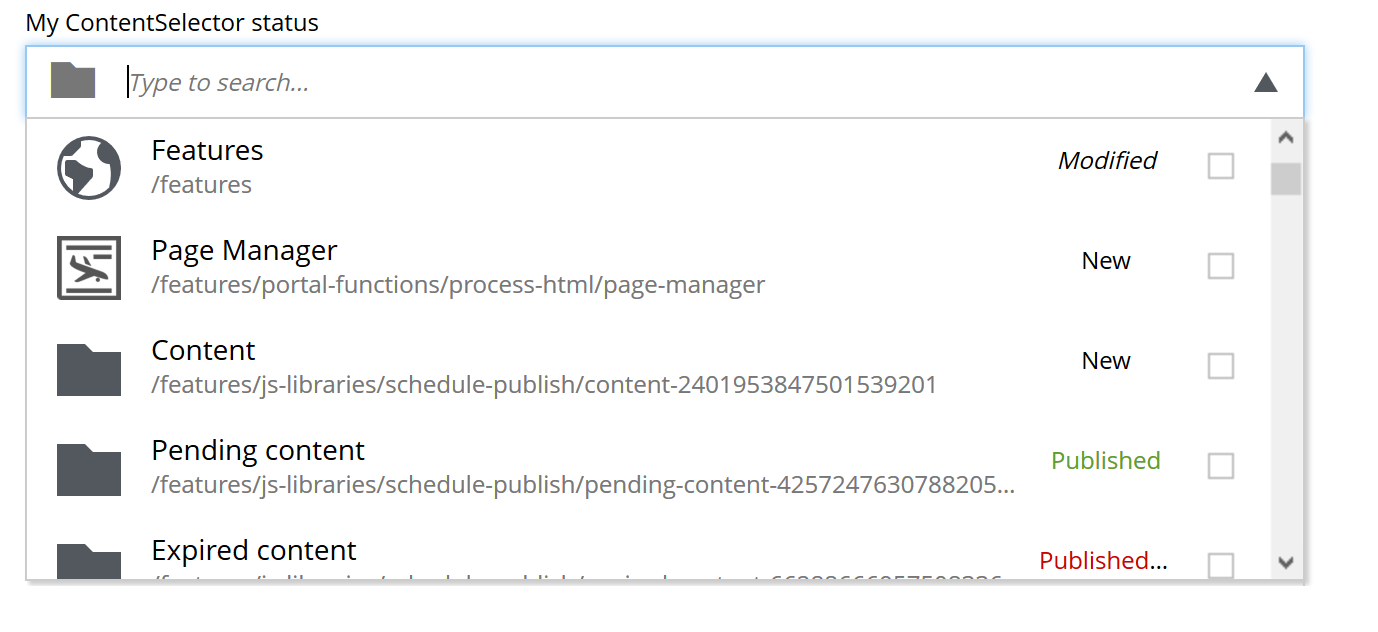 My ContentSelector status
Type to search...
Features
Modified
/features
Page Manager
New
/features/portal-functions/process-html/page-manager
Content
New
/features/js-libraries/schedule-publish/content-2401953847501539201
Pending content
Published
/features/js-libraries/schedule-publish/pending-content-4257247630788205...
Expired content
Published...